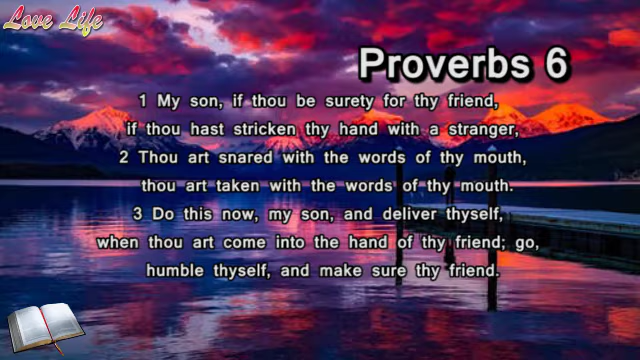 Love Life
Proverbs 6
1 My son, if thou be surety for thy friend,
if thou hast stricken thy hand with a stranger,
2 Thou art snared with the words of thy mouth,
thou art taken with the words of thy mouth.
3 Do this now, my son, and deliver thyself,
when thou art come into the hand of thy friend; go,
humble thyself, and make sure thy friend.